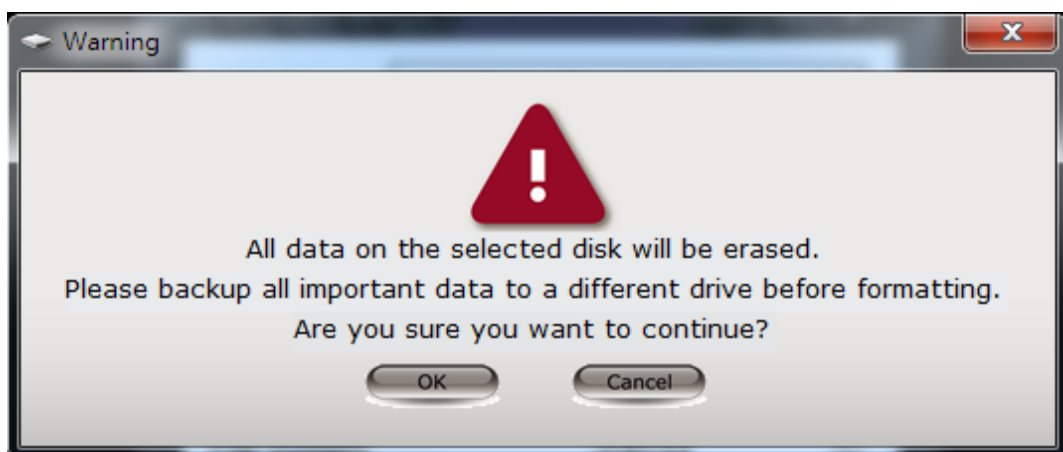 Warning
All data on the selected disk will be erased.
Please backup all important data to a different drive before formatting.
Are you sure you want to continue?
OK Cancel